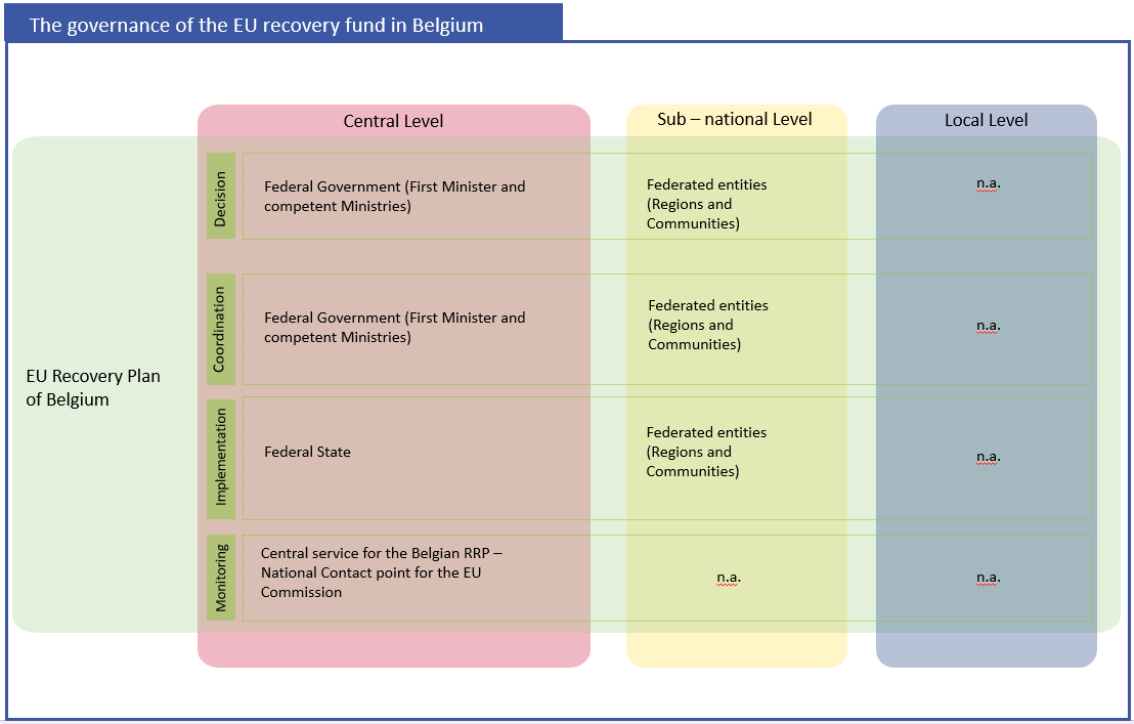 The governance of the EU recovery fund in Belgium
Central Level
Sub – national Level
Local Level
EU Recovery Plan
of Belgium
Decision
Federal Government (First Minister and
competent Ministries)
Federated entities
(Regions and
Communities)
n.a.
Coordination
Federal Government (First Minister and
competent Ministries)
Federated entities
(Regions and
Communities)
n.a.
Implementation
Federal State
Federated entities
(Regions and
Communities)
n.a.
Monitoring
Central service for the Belgian RRP –
National Contact point for the EU
Commission
n.a.
n.a.